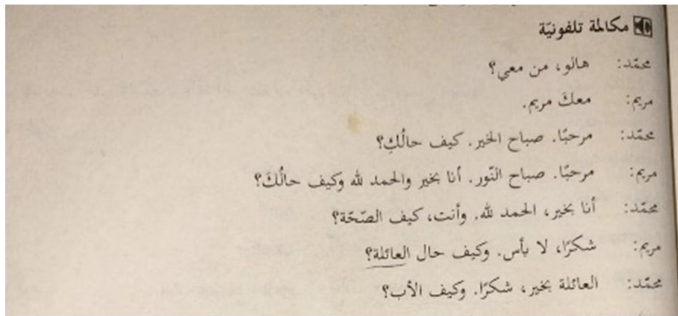 مكالمة تلفونيّة
محمّد: هالو، من معي؟
مريم: معكَ مريم.
محمّد: مرحبًا. صباح الخير. كيف حالُكِ؟
مريم: مرحبًا. صباح النّور. أنا بخير والحمد لله وكيف حالُكَ؟
محمّد: أنا بخير، الحمد لله. وأنت، كيف الصّحّة؟
مريم: شكرًا، لا بأس. وكيف حال العائلة؟
محمّد: العائلة بخير، شكرًا. وكيف الأب؟